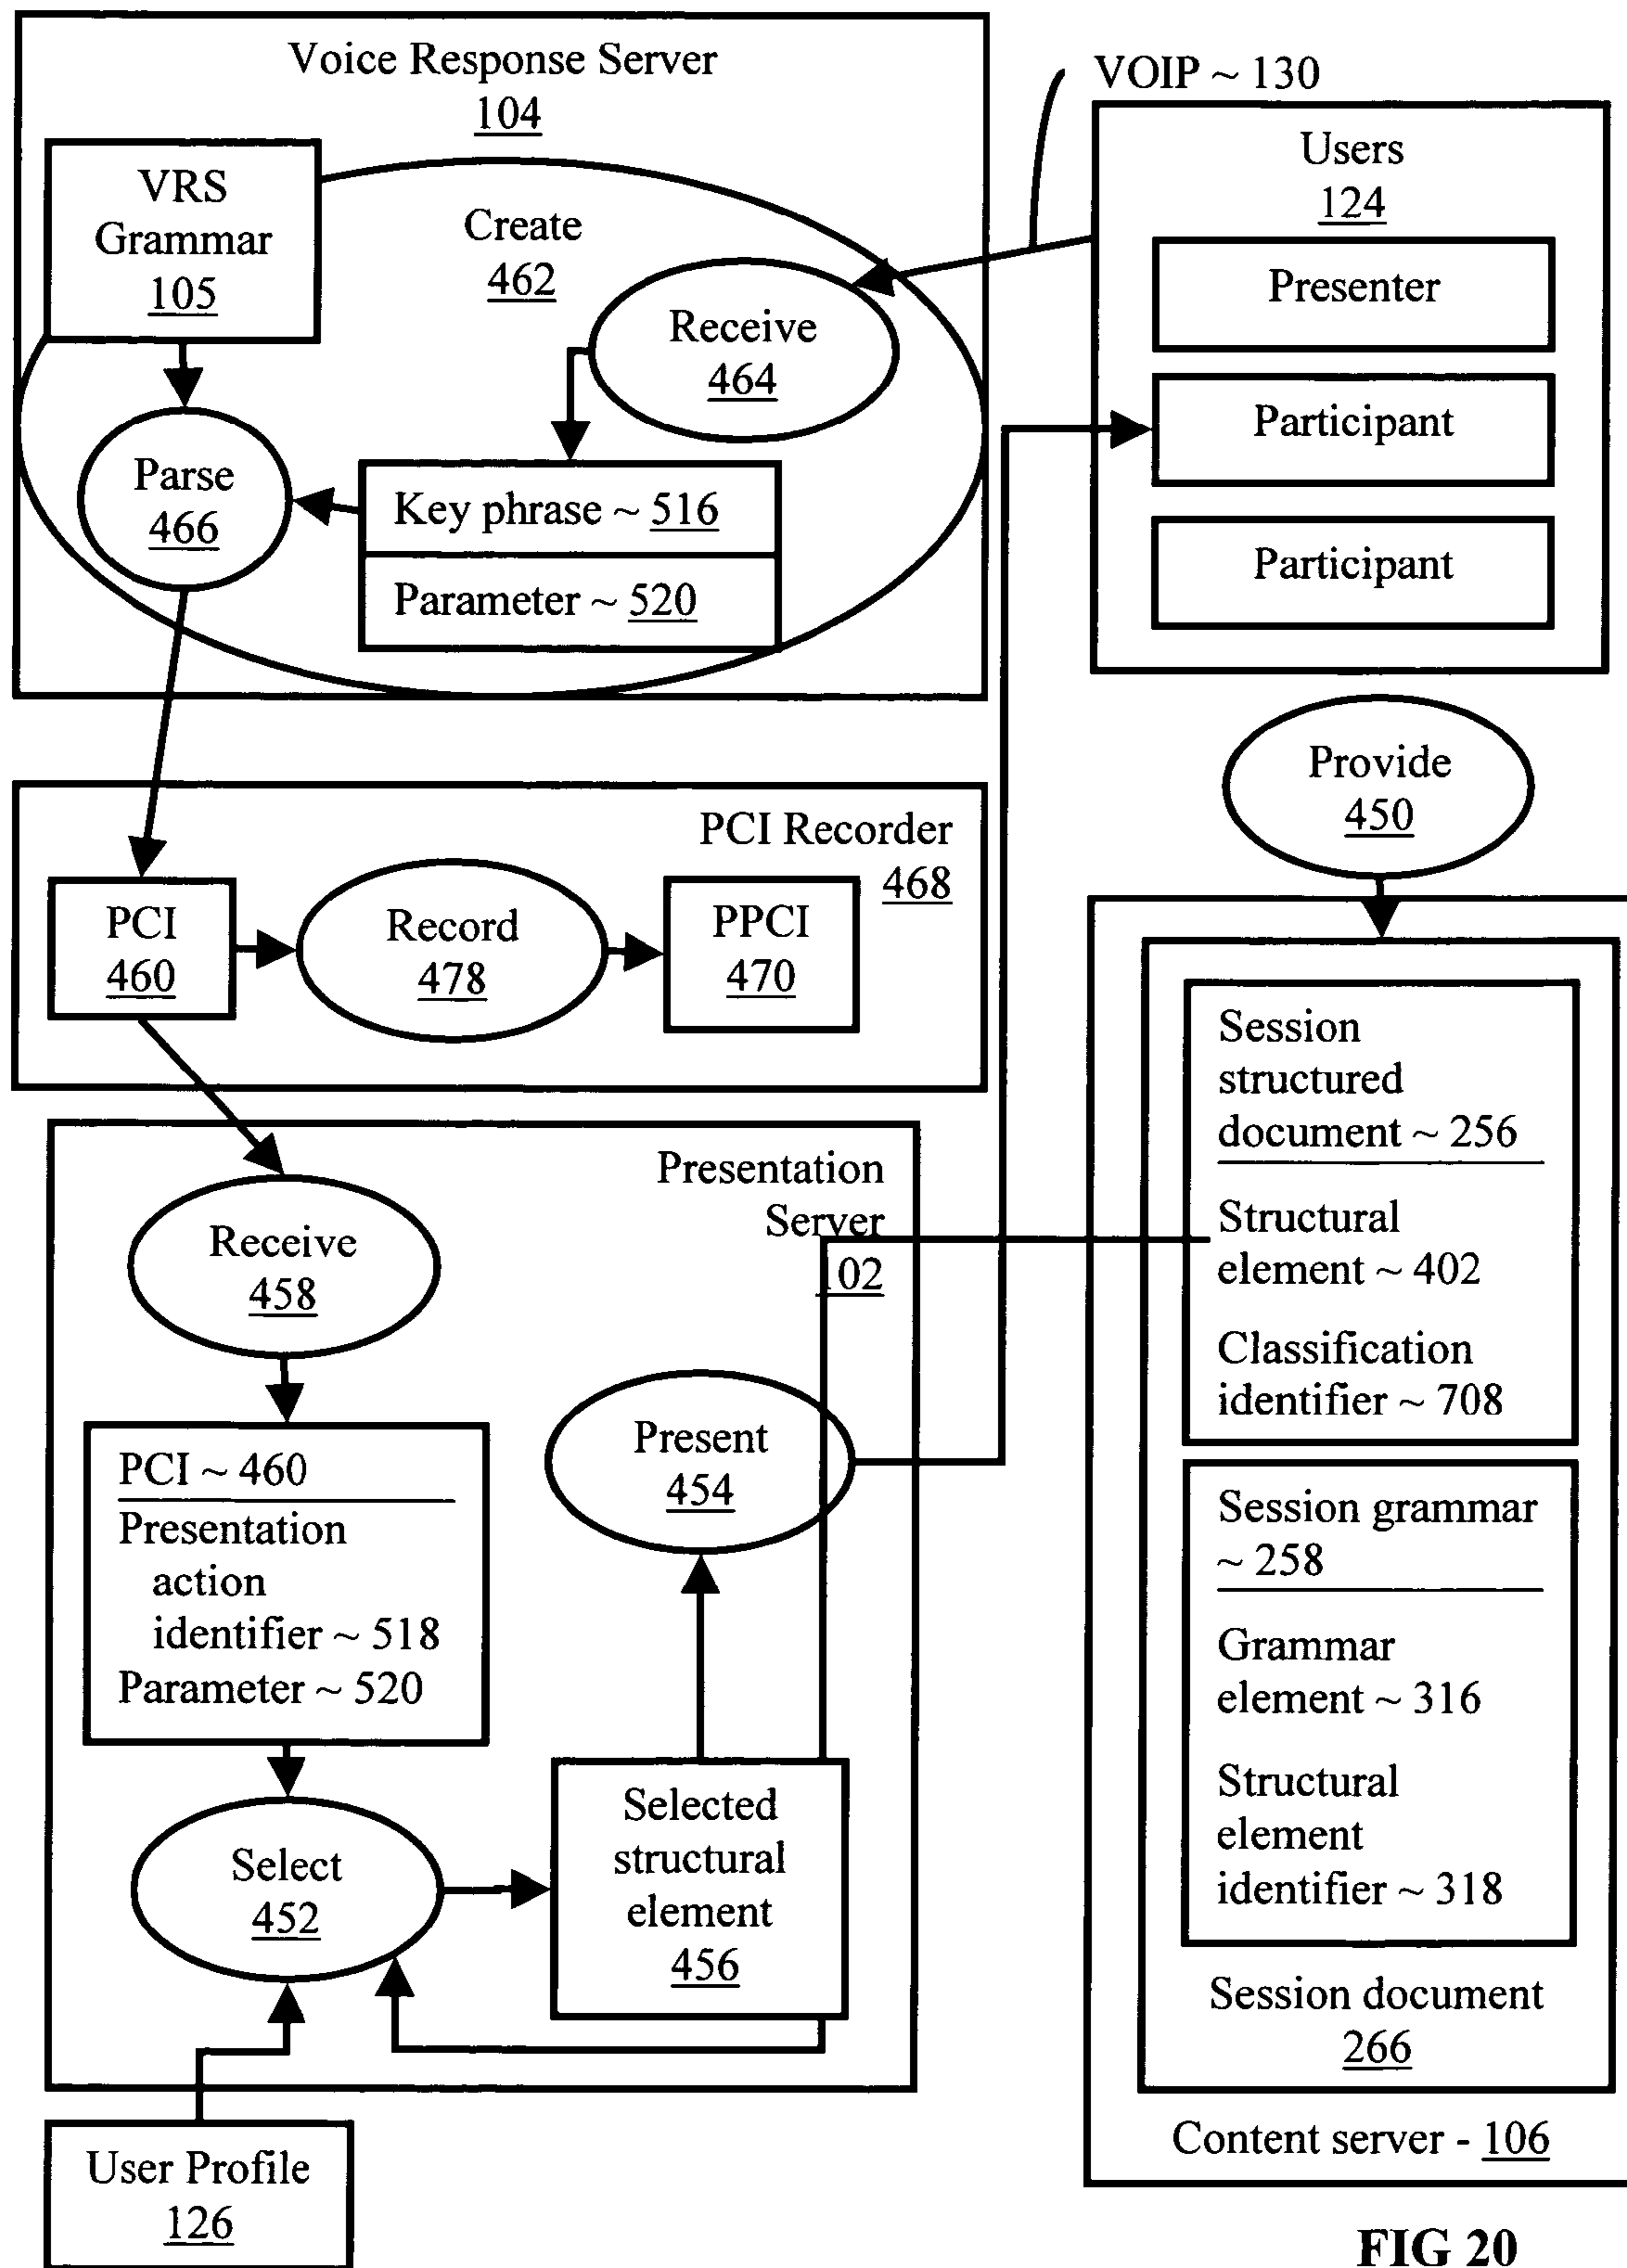 Voice Response Server
104
VRS
Grammar
105
Create
462
Receive
464
Parse
466
Key phrase ~ 516
Parameter ~ 520
VOIP ~ 130
Users
124
Presenter
Participant
Participant
Provide
450
PCI Recorder
468
PCI
460
Record
478
PPCI
470
Presentation
Server
102
Receive
458
PCI ~ 460
Presentation
action
identifier ~ 518
Parameter ~ 520
Present
454
Select
452
Selected
structural
element
456
User Profile
126
Session
structured
document ~ 256
Structural
element ~ 402
Classification
identifier ~ 708
Session grammar
~ 258
Grammar
element ~ 316
Structural
element
identifier ~ 318
Session document
266
Content server - 106
FIG 20